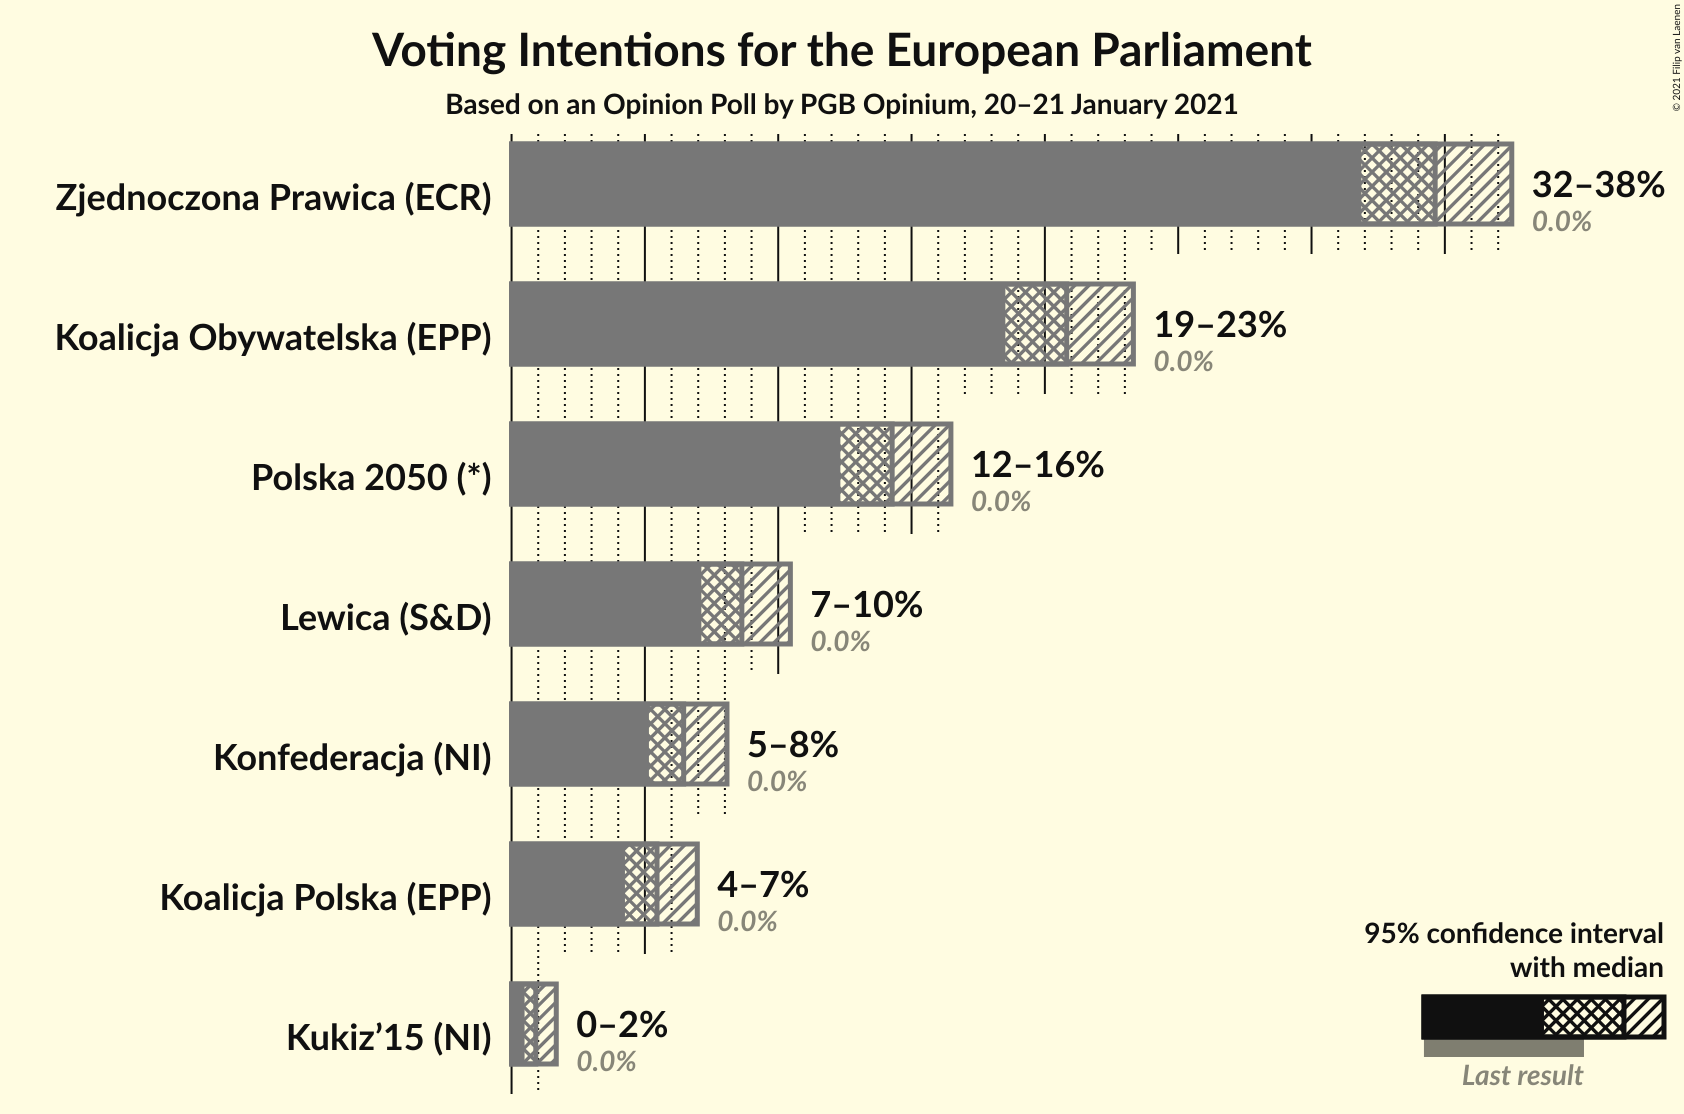 Voting Intentions for the European Parliament
Based on an Opinion Poll by PGB Opinium, 20–21 January 2021
© 2021 Filip van Laenen
Zjednoczona Prawica (ECR)
32–38%
0.0%
Koalicja Obywatelska (EPP)
19–23%
0.0%
Polska 2050 (*)
12–16%
0.0%
Lewica (S&D)
7–10%
0.0%
Konfederacja (NI)
5–8%
0.0%
Koalicja Polska (EPP)
4–7%
0.0%
Kukiz’15 (NI)
0–2%
0.0%
95% confidence interval
with median
Last result